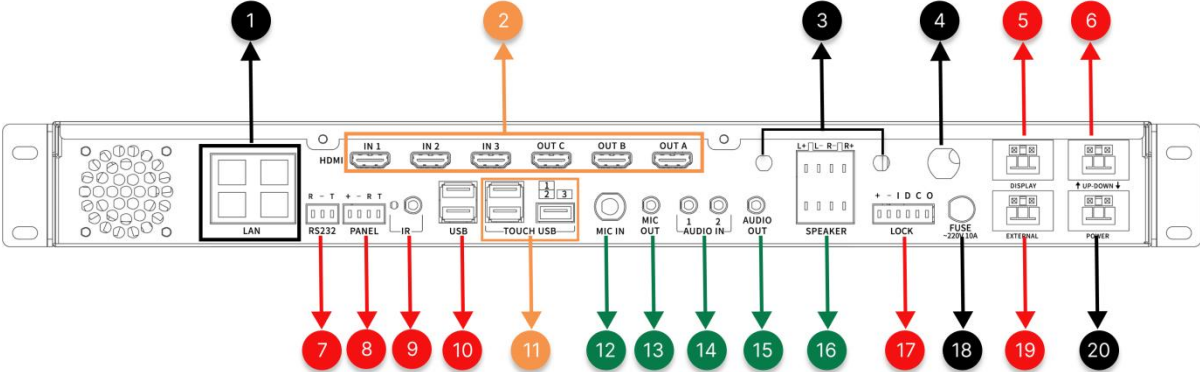 1 2 3 4 5 6
IN 1 IN 2 IN 3 OUT C OUT B OUT A
HDMI
L+ L- R- R+
DISPLAY ↑ UP-DOWN ↓
R - T + - R T
1
2 3
+ - I D C O
LAN RS232 PANEL IR USB TOUCH USB MIC IN
MIC
OUT
1 2
AUDIO IN
AUDIO
OUT
SPEAKER LOCK
FUSE
~220V 10A
EXTERNAL POWER
7 8 9 10 11 12 13 14 15 16 17 18 19 20